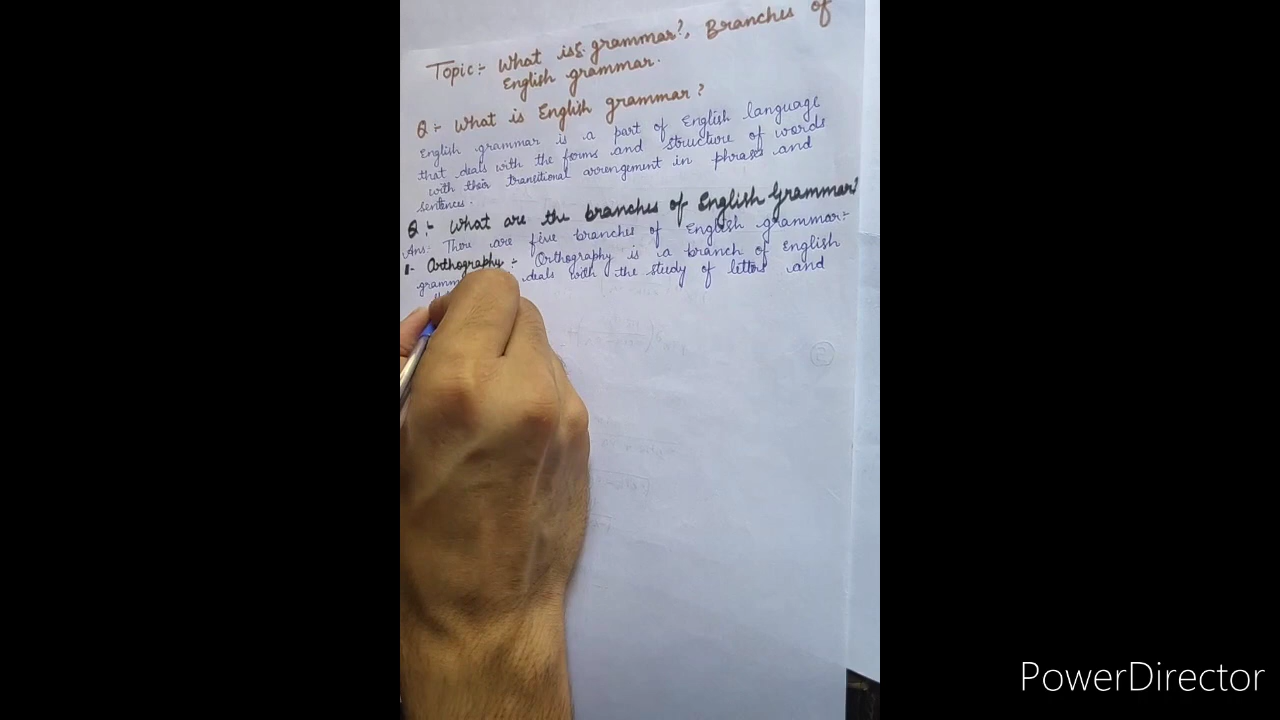 Topic:- What is grammar?, Branches of
English grammar.
Q:- What is English grammar?
English grammar is a part of English language
that deals with the forms and structure of words
with their transitional arrengement in phrases and
sentences.
Q:- What are the branches of English Grammar?
Ans:- There are five branches of English grammar:-
1- Orthography:- Orthography is a branch of English
deals with the study of letters and
PowerDirector